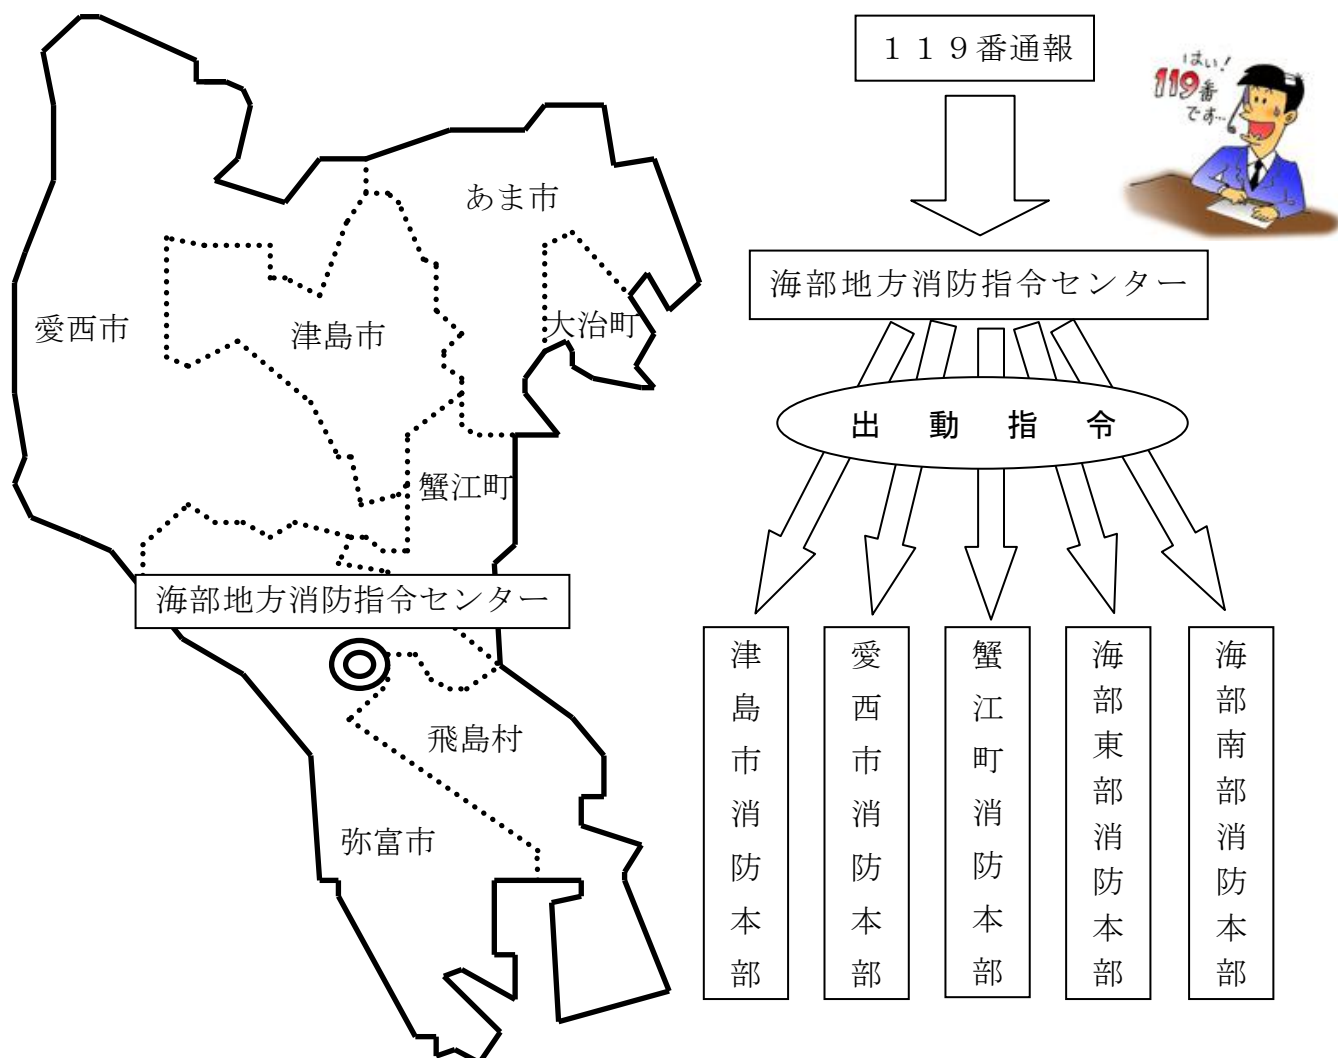 あま市
愛西市
津島市
大治町
蟹江町
海部地方消防指令センター
飛島村
弥富市
１１９番通報
はい！
119番
です…
海部地方消防指令センター
出動指令
津島市消防本部
愛西市消防本部
蟹江町消防本部
海部東部消防本部
海部南部消防本部